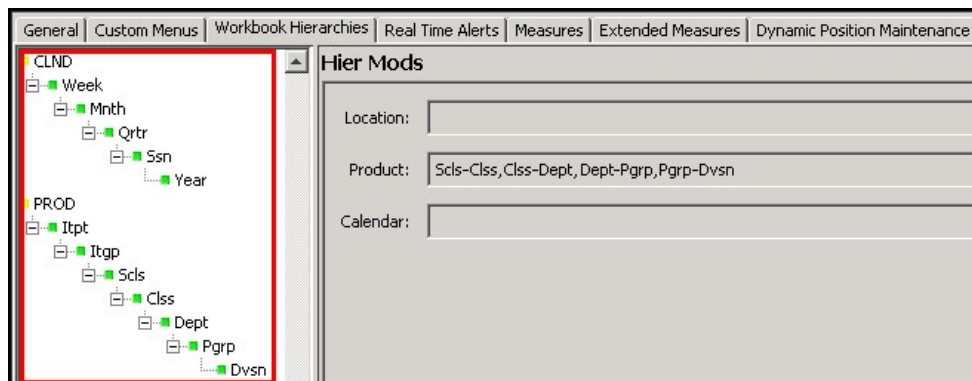 General Custom Menus Workbook Hierarchies Real Time Alerts Measures Extended Measures Dynamic Position Maintenance
CLND
Week
Mnth
Qrtr
Ssn
Year
PROD
Itpt
Itgp
Scls
Clss
Dept
Pgrp
Dvsn
Hier Mods
Location:
Product: Scls-Clss,Clss-Dept,Dept-Pgrp,Pgrp-Dvsn
Calendar: